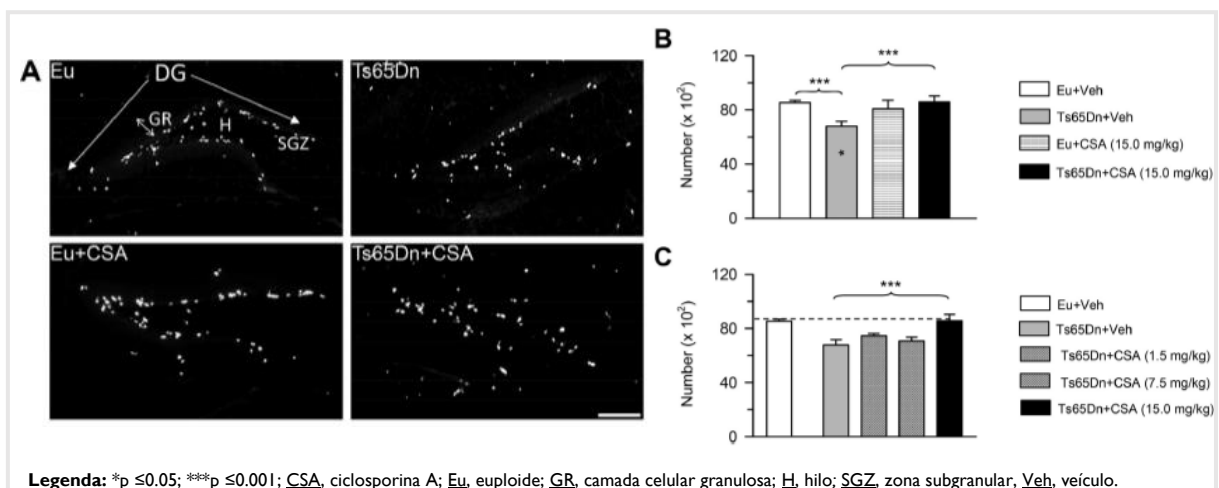 A
Eu
DG
GR
H
SGZ
Ts65Dn
Eu+CSA
Ts65Dn+CSA
B
Number (x 10²)
120
80
40
0
***
***
*
Eu+Veh
Ts65Dn+Veh
Eu+CSA (15.0 mg/kg)
Ts65Dn+CSA (15.0 mg/kg)
C
Number (x 10²)
120
80
40
0
***
Eu+Veh
Ts65Dn+Veh
Ts65Dn+CSA (1.5 mg/kg)
Ts65Dn+CSA (7.5 mg/kg)
Ts65Dn+CSA (15.0 mg/kg)
Legenda: *p ≤0.05; ***p ≤0.001; CSA, ciclosporina A; Eu, euploide; GR, camada celular granulosa; H, hilo; SGZ, zona subgranular, Veh, veículo.